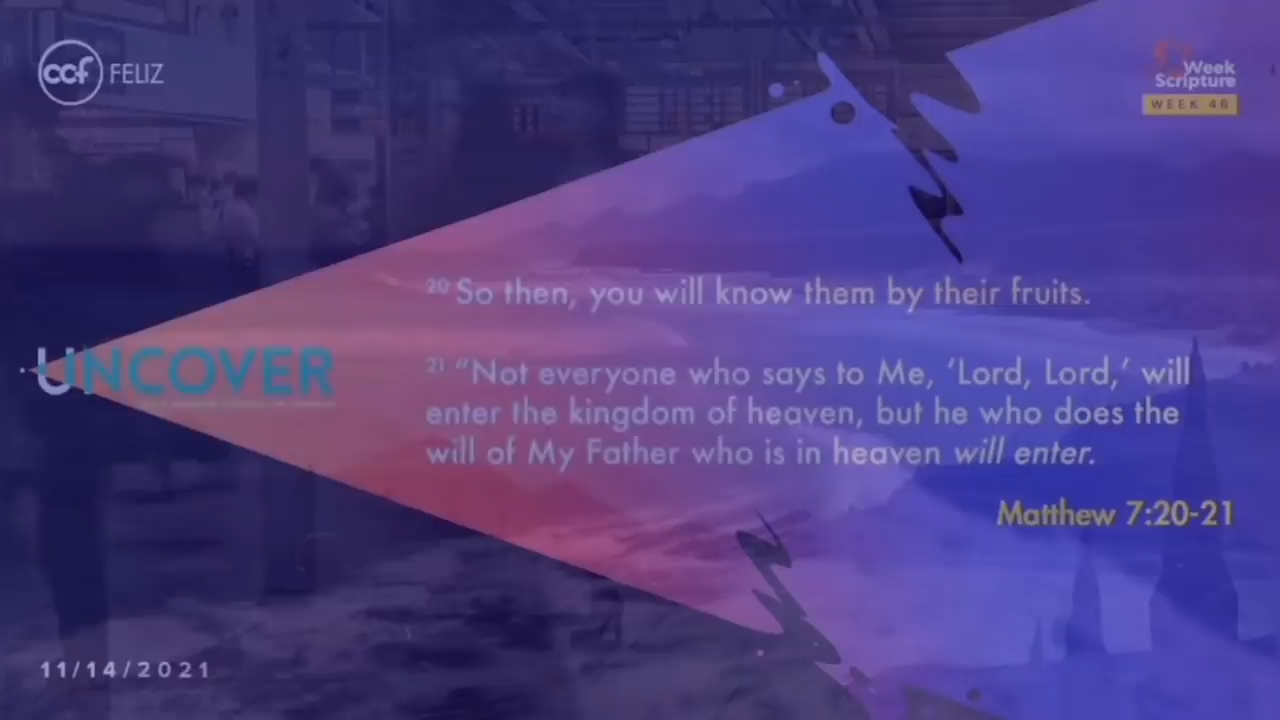 ccf FELIZ
Week
Scripture
WEEK 46
20 So then, you will know them by their fruits.
UNCOVER
21 "Not everyone who says to Me, 'Lord, Lord,' will
enter the kingdom of heaven, but he who does the
will of My Father who is in heaven will enter.
Matthew 7:20-21
11/14/2021